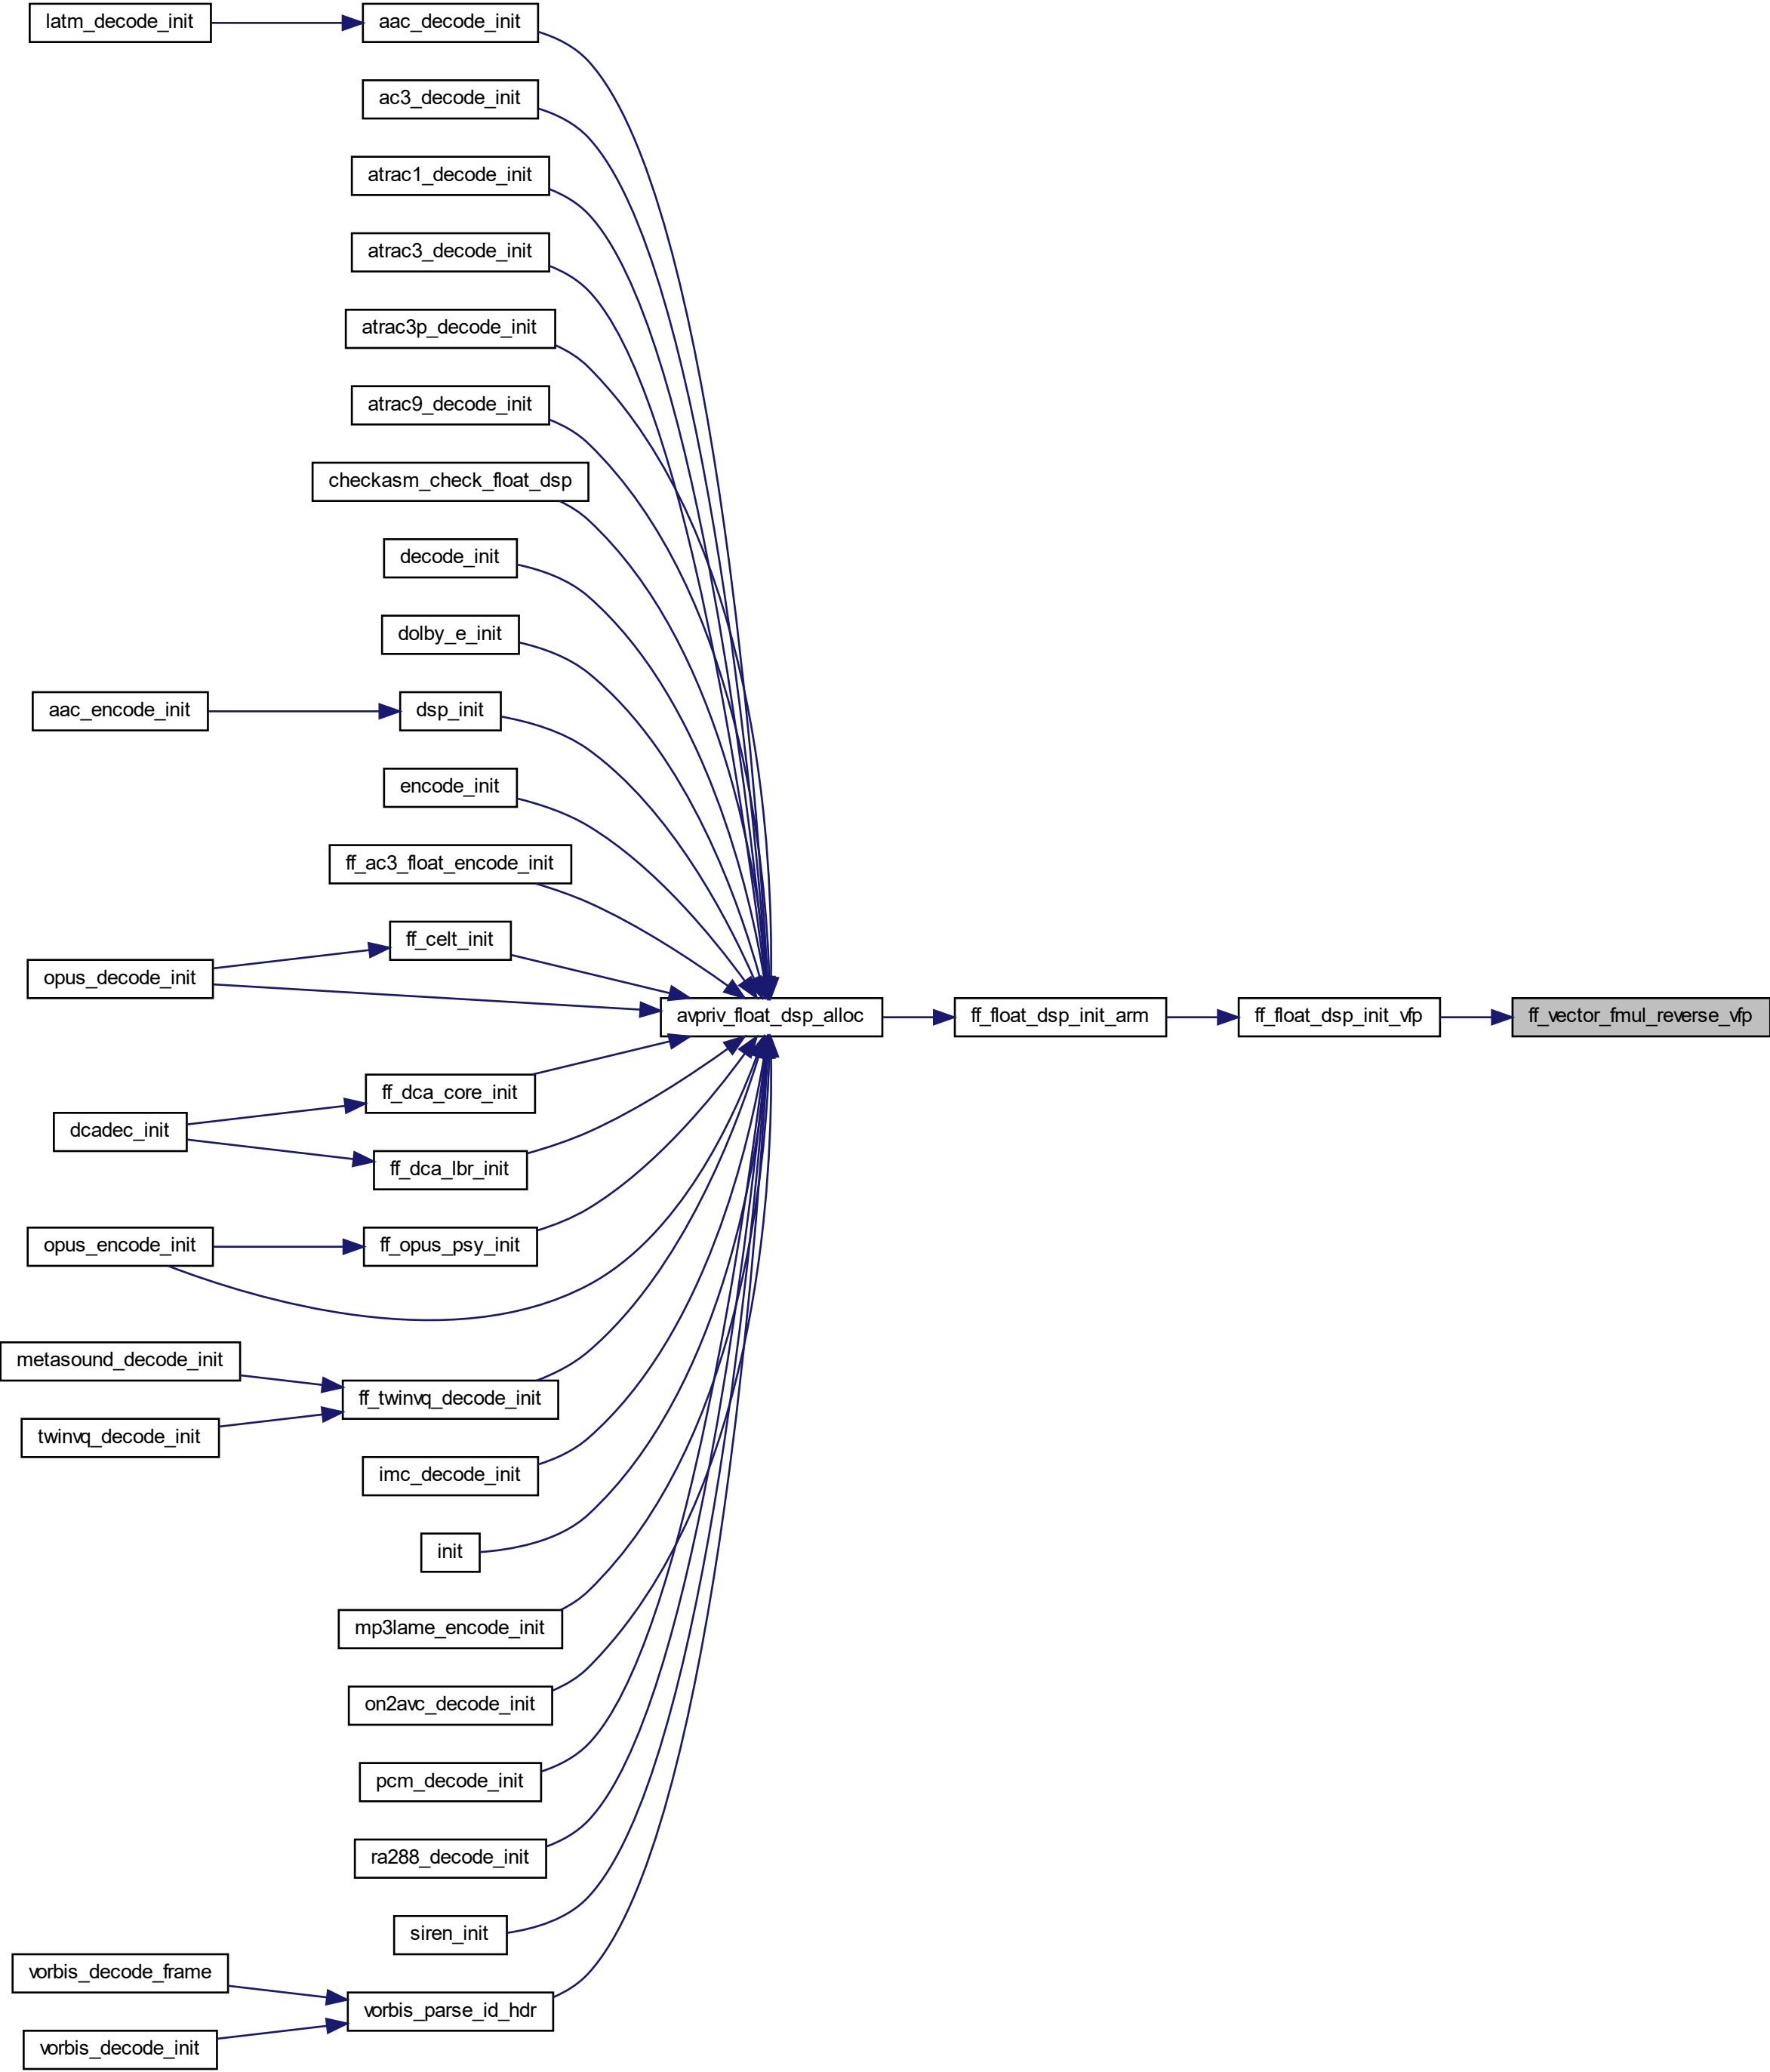 latm_decode_init
aac_decode_init
ac3_decode_init
atrac1_decode_init
atrac3_decode_init
atrac3p_decode_init
atrac9_decode_init
checkasm_check_float_dsp
decode_init
dolby_e_init
aac_encode_init
dsp_init
encode_init
ff_ac3_float_encode_init
ff_celt_init
opus_decode_init
avpriv_float_dsp_alloc
ff_float_dsp_init_arm
ff_float_dsp_init_vfp
ff_vector_fmul_reverse_vfp
ff_dca_core_init
dcadec_init
ff_dca_lbr_init
opus_encode_init
ff_opus_psy_init
metasound_decode_init
ff_twinvq_decode_init
twinvq_decode_init
imc_decode_init
init
mp3lame_encode_init
on2avc_decode_init
pcm_decode_init
ra288_decode_init
siren_init
vorbis_decode_frame
vorbis_parse_id_hdr
vorbis_decode_init